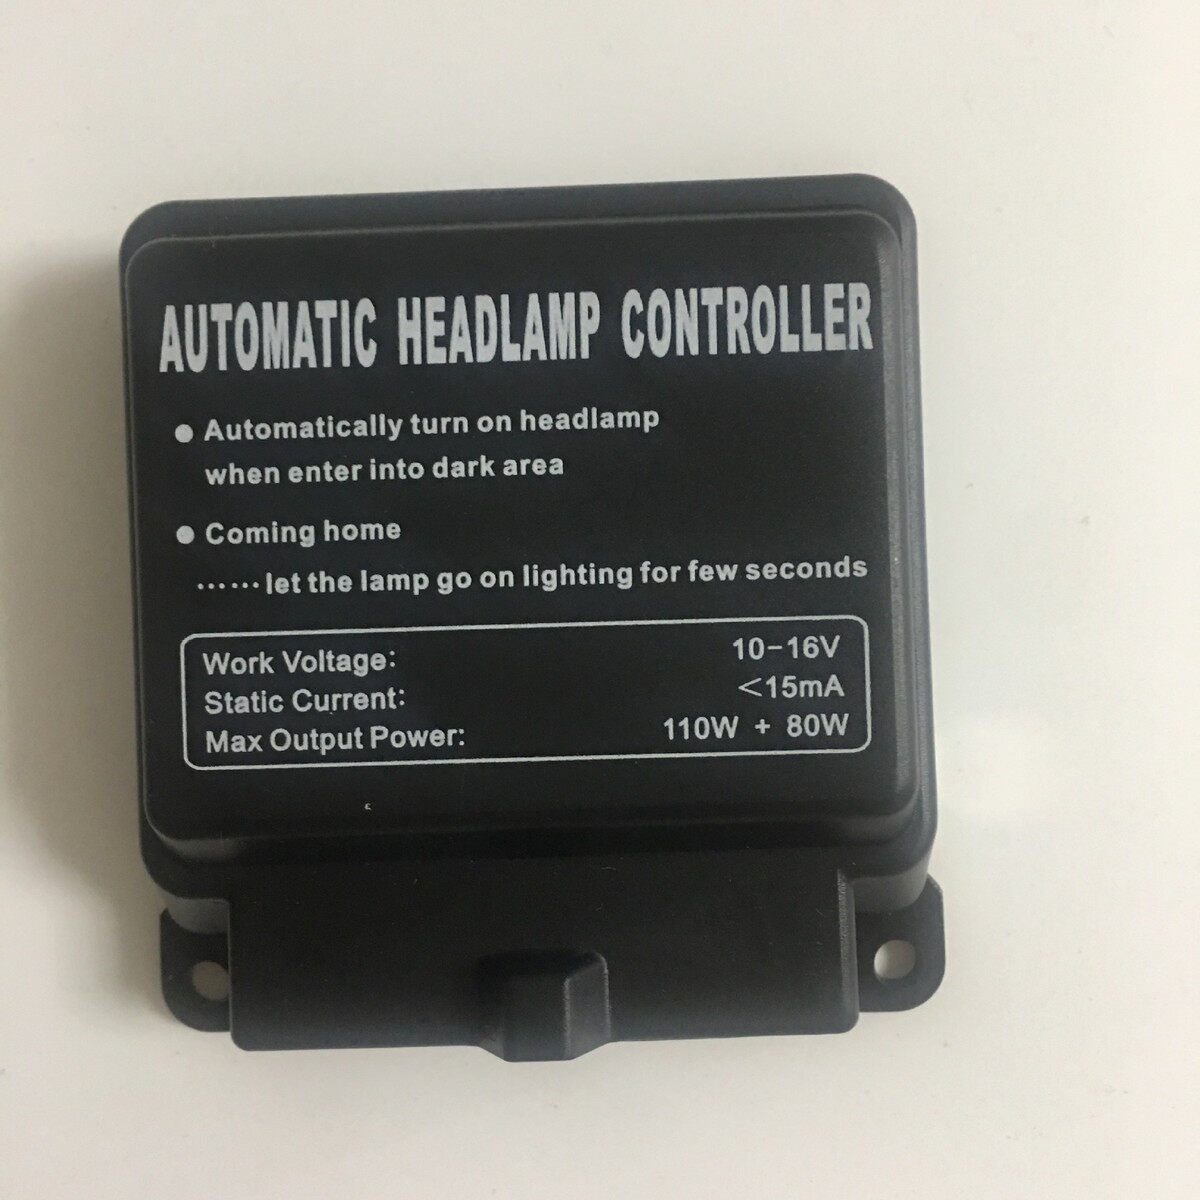 AUTOMATIC HEADLAMP CONTROLLER
● Automatically turn on headlamp
when enter into dark area
● Coming home
······let the lamp go on lighting for few seconds
Work Voltage: 10-16V
Static Current: <15mA
Max Output Power: 110W + 80W